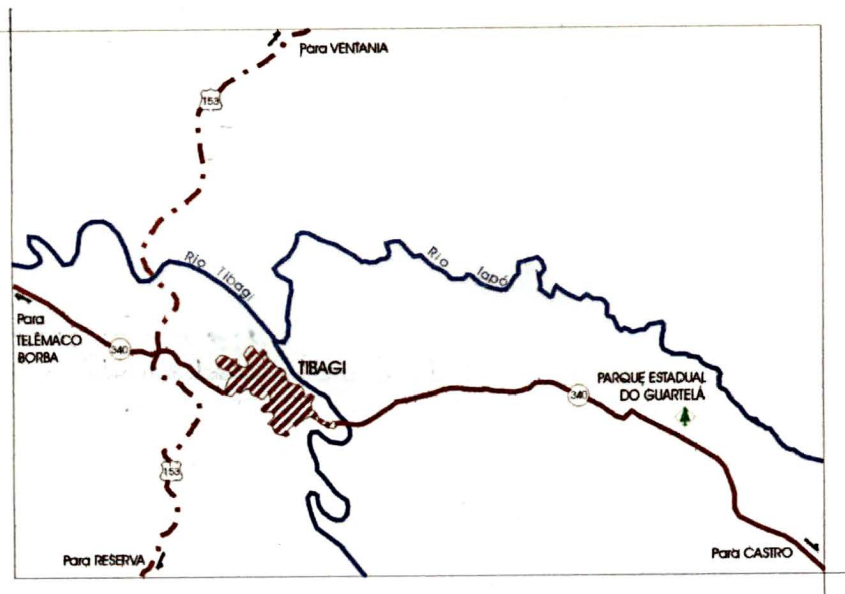 Para VENTANIA
153
Rio Tibagi
Rio Iapó
Para
TELÊMACO
BORBA
340
TIBAGI
PARQUE ESTADUAL
DO GUARTELÁ
340
153
Para RESERVA
Para CASTRO